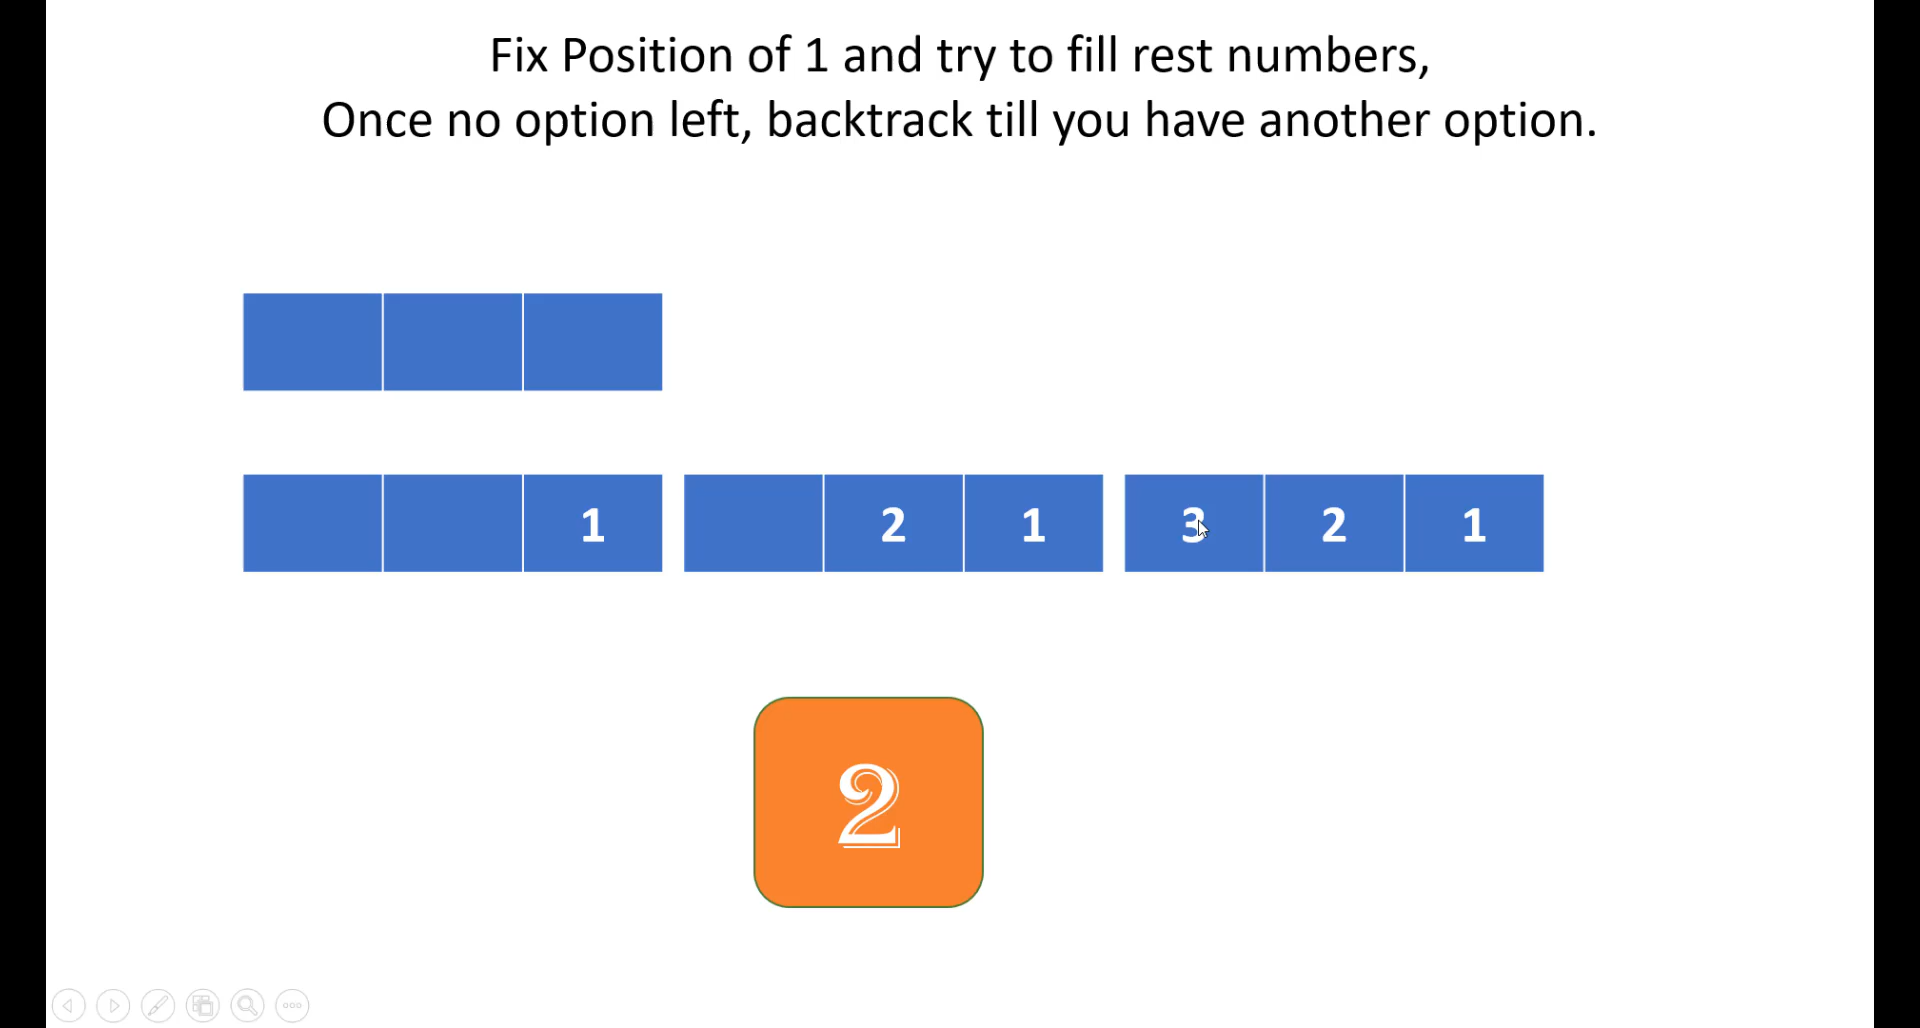 Fix Position of 1 and try to fill rest numbers,
Once no option left, backtrack till you have another option.
1 2 1 3 2 1
2